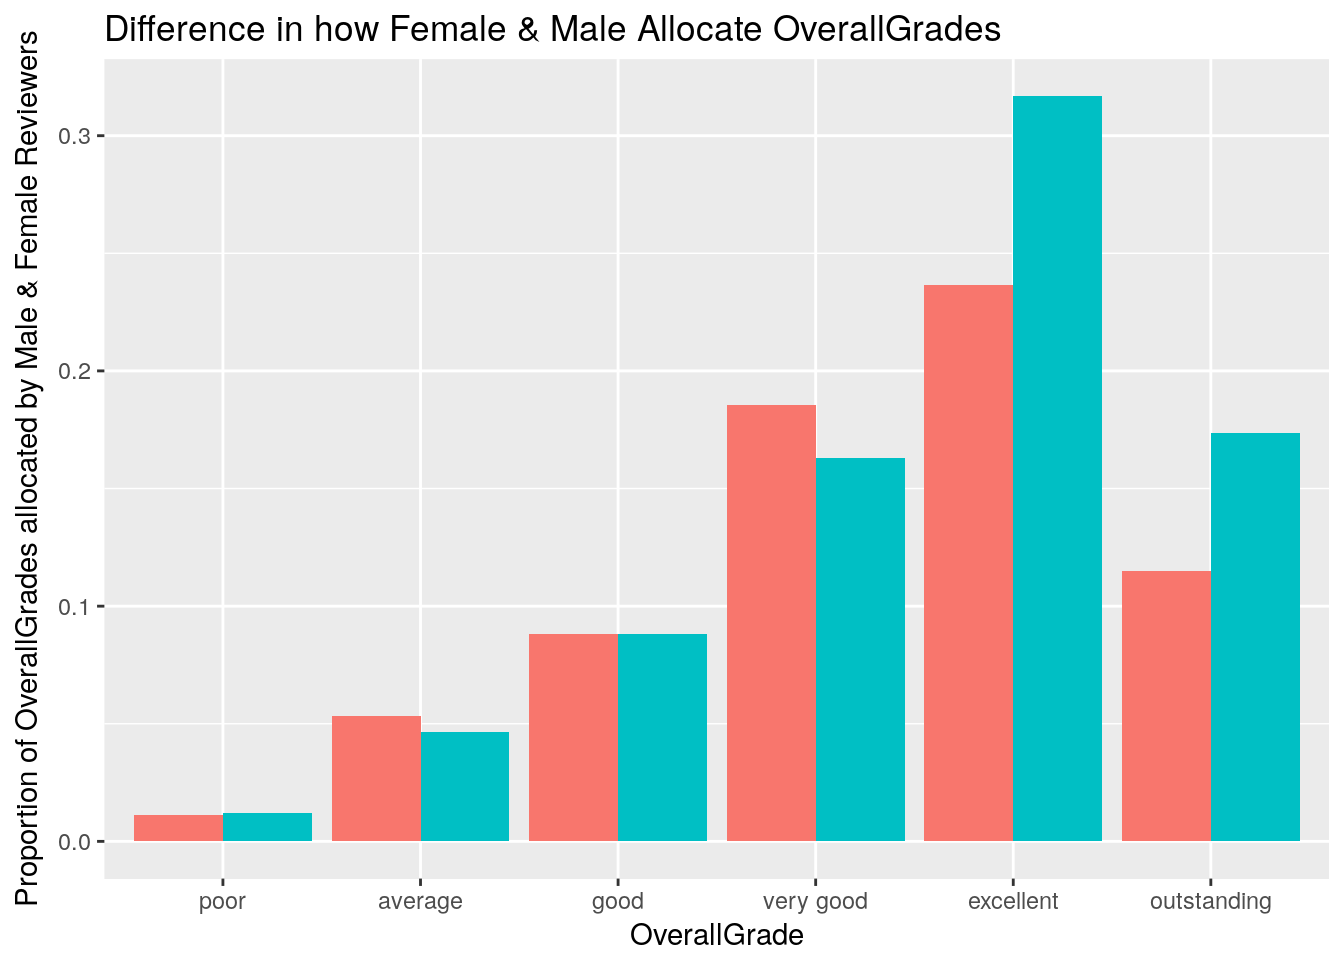 Difference in how Female & Male Allocate OverallGrades
Proportion of OverallGrades allocated by Male & Female Reviewers
0.3
0.2
0.1
0.0
poor average good very good excellent outstanding
OverallGrade